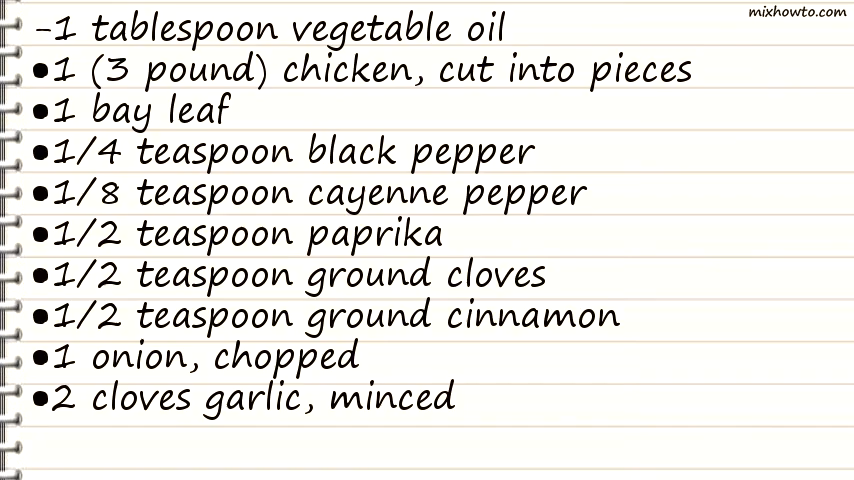 mixhowto.com
-1 tablespoon vegetable oil
•1 (3 pound) chicken, cut into pieces
•1 bay leaf
•1/4 teaspoon black pepper
•1/8 teaspoon cayenne pepper
•1/2 teaspoon paprika
•1/2 teaspoon ground cloves
•1/2 teaspoon ground cinnamon
•1 onion, chopped
•2 cloves garlic, minced